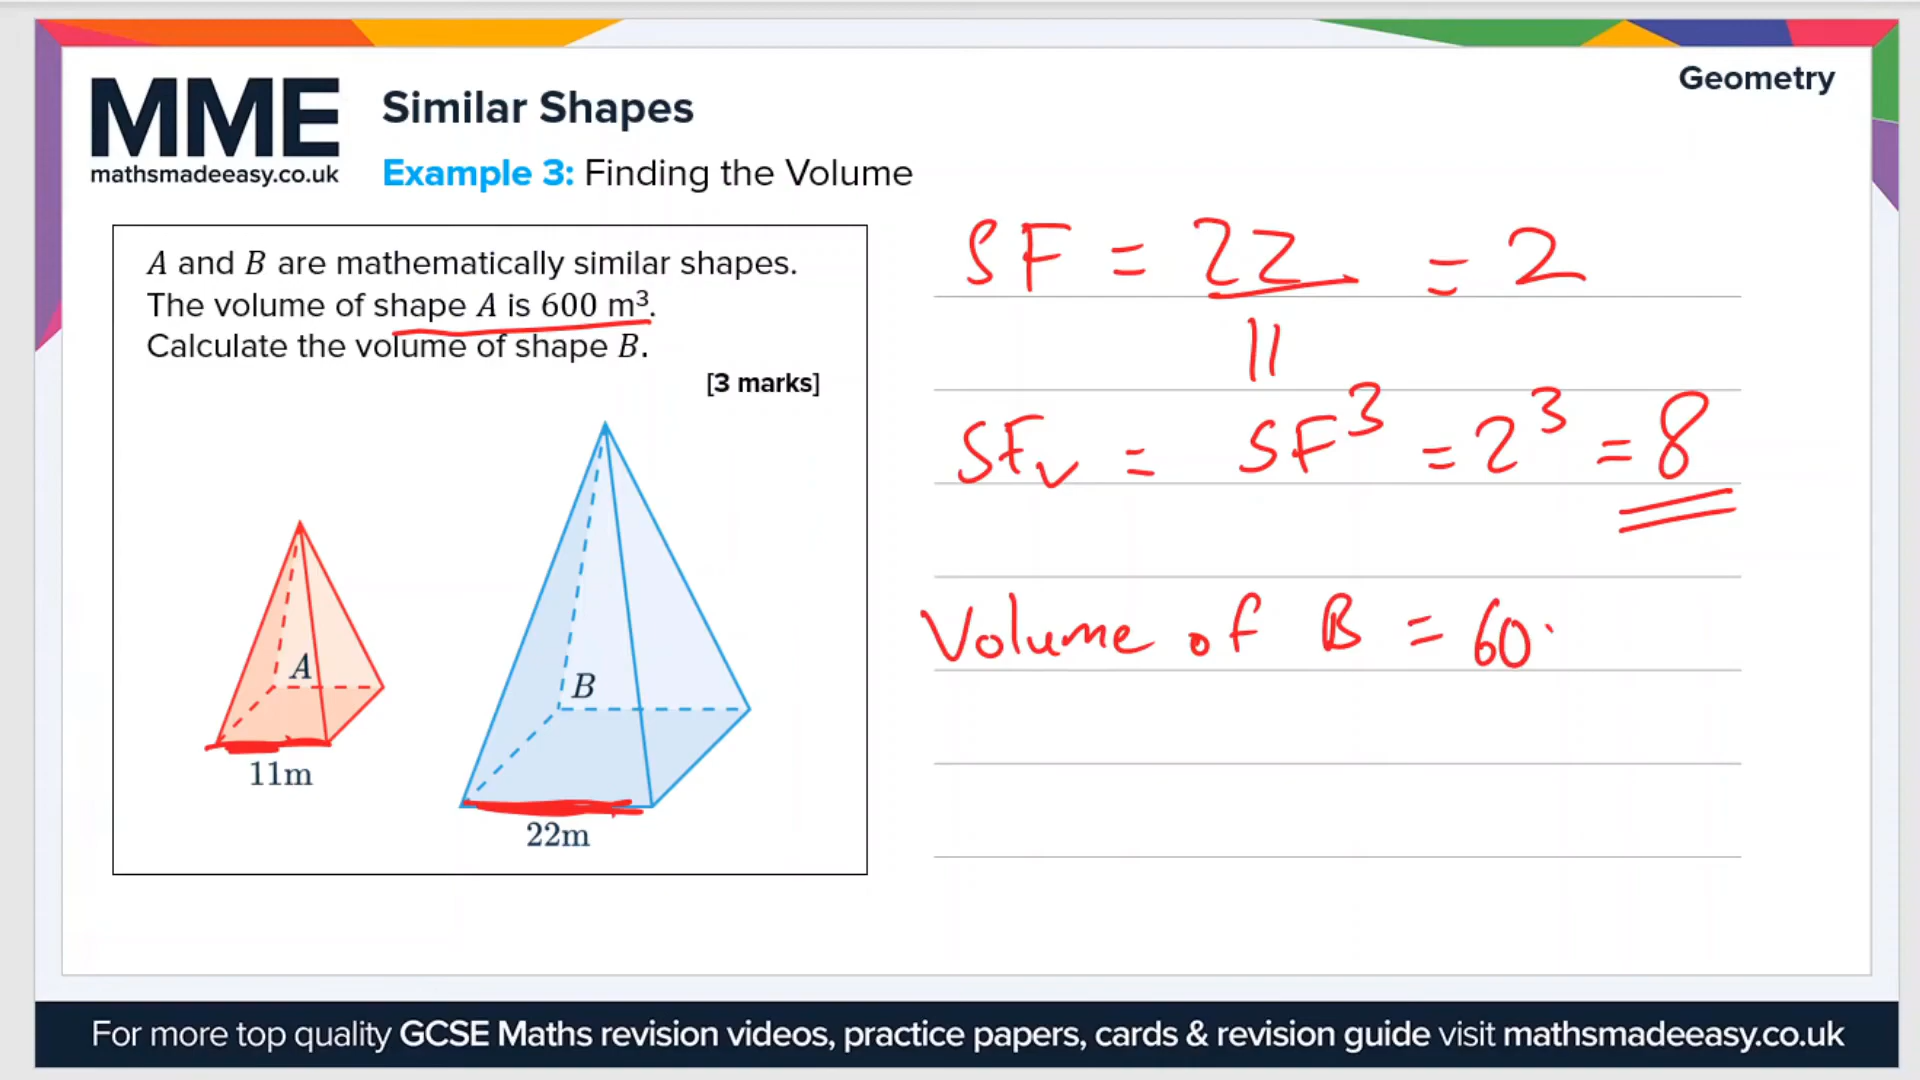 MME
mathsmadeeasy.co.uk
Similar Shapes
Example 3: Finding the Volume
Geometry
A and B are mathematically similar shapes.
The volume of shape A is 600 m³.
Calculate the volume of shape B.
[3 marks]
A
11m
B
22m
SF = 22/11 = 2
SFv = SF³ = 2³ = 8
Volume of B = 60
For more top quality GCSE Maths revision videos, practice papers, cards & revision guide visit mathsmadeeasy.co.uk